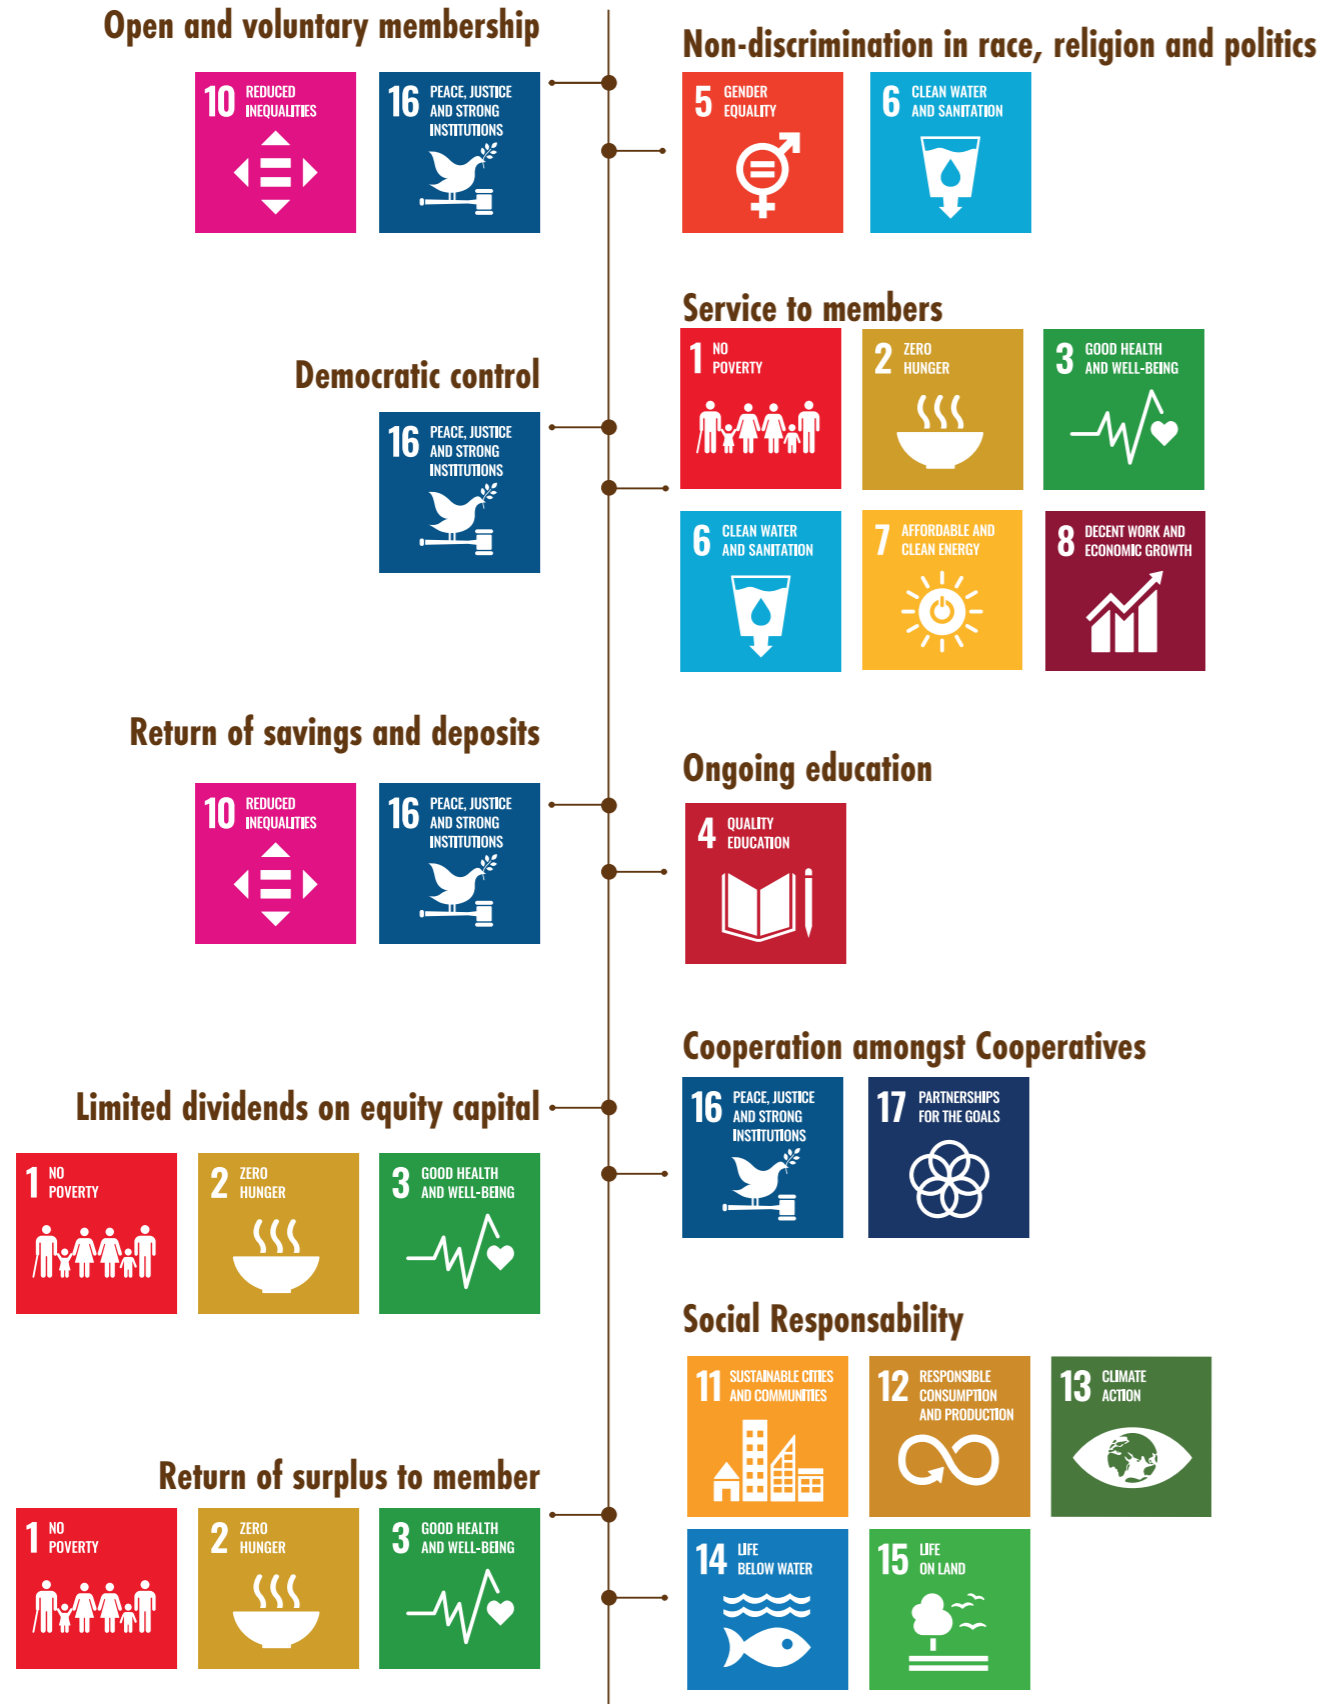 Open and voluntary membership
10 REDUCED
INEQUALITIES
16 PEACE, JUSTICE
AND STRONG
INSTITUTIONS
Non-discrimination in race, religion and politics
5 GENDER
EQUALITY
6 CLEAN WATER
AND SANITATION
Democratic control
16 PEACE, JUSTICE
AND STRONG
INSTITUTIONS
Service to members
1 NO
POVERTY
2 ZERO
HUNGER
3 GOOD HEALTH
AND WELL-BEING
6 CLEAN WATER
AND SANITATION
7 AFFORDABLE AND
CLEAN ENERGY
8 DECENT WORK AND
ECONOMIC GROWTH
Return of savings and deposits
10 REDUCED
INEQUALITIES
16 PEACE, JUSTICE
AND STRONG
INSTITUTIONS
Ongoing education
4 QUALITY
EDUCATION
Limited dividends on equity capital
1 NO
POVERTY
2 ZERO
HUNGER
3 GOOD HEALTH
AND WELL-BEING
Cooperation amongst Cooperatives
16 PEACE, JUSTICE
AND STRONG
INSTITUTIONS
17 PARTNERSHIPS
FOR THE GOALS
Return of surplus to member
1 NO
POVERTY
2 ZERO
HUNGER
3 GOOD HEALTH
AND WELL-BEING
Social Responsability
11 SUSTAINABLE CITIES
AND COMMUNITIES
12 RESPONSIBLE
CONSUMPTION
AND PRODUCTION
13 CLIMATE
ACTION
14 LIFE
BELOW WATER
15 LIFE
ON LAND